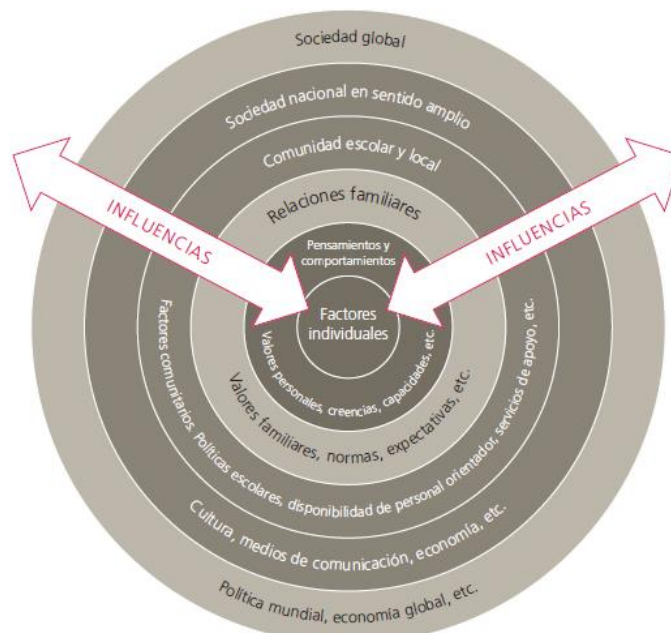 Sociedad global
Sociedad nacional en sentido amplio
Comunidad escolar y local
Relaciones familiares
INFLUENCIAS
INFLUENCIAS
Pensamientos y
comportamientos
Factores
individuales
Valores personales, creencias, capacidades, etc.
Valores familiares, normas, expectativas, etc.
Factores comunitarios. Políticas escolares, disponibilidad de personal orientador, servicios de apoyo, etc.
Cultura, medios de comunicación, economía, etc.
Política mundial, economía global, etc.